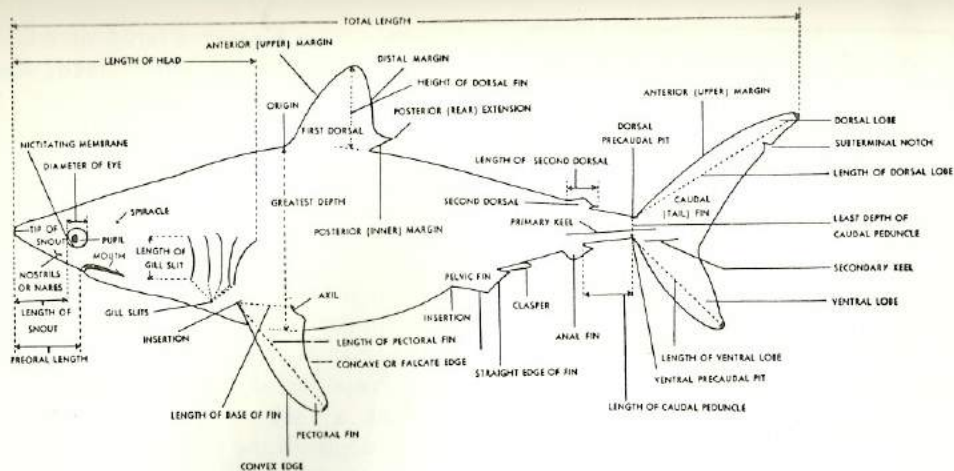 TOTAL LENGTH
ANTERIOR (UPPER) MARGIN
DISTAL MARGIN
LENGTH OF HEAD
HEIGHT OF DORSAL FIN
ANTERIOR (UPPER) MARGIN
ORIGIN
POSTERIOR (REAR) EXTENSION
DORSAL LOBE
FIRST DORSAL
DORSAL
PRECAUDAL PIT
NICTITATING MEMBRANE
SUBTERMINAL NOTCH
DIAMETER OF EYE
LENGTH OF SECOND DORSAL
LENGTH OF DORSAL LOBE
GREATEST DEPTH
SECOND DORSAL
CAUDAL
(TAIL) FIN
SPIRACLE
PRIMARY KEEL
LEAST DEPTH OF
CAUDAL PEDUNCLE
TIP OF
SNOUT
PUPIL
POSTERIOR (INNER) MARGIN
MOUTH
LENGTH OF
GILL SLIT
SECONDARY KEEL
NOSTRILS
OR NARES
PELVIC FIN
CLASPER
AXIL
VENTRAL LOBE
LENGTH OF
SNOUT
GILL SLITS
INSERTION
INSERTION
ANAL FIN
LENGTH OF PECTORAL FIN
PREORAL LENGTH
CONCAVE OR FALCATE EDGE
LENGTH OF VENTRAL LOBE
STRAIGHT EDGE OF FIN
VENTRAL PRECAUDAL PIT
LENGTH OF CAUDAL PEDUNCLE
LENGTH OF BASE OF FIN
PECTORAL FIN
CONVEX EDGE